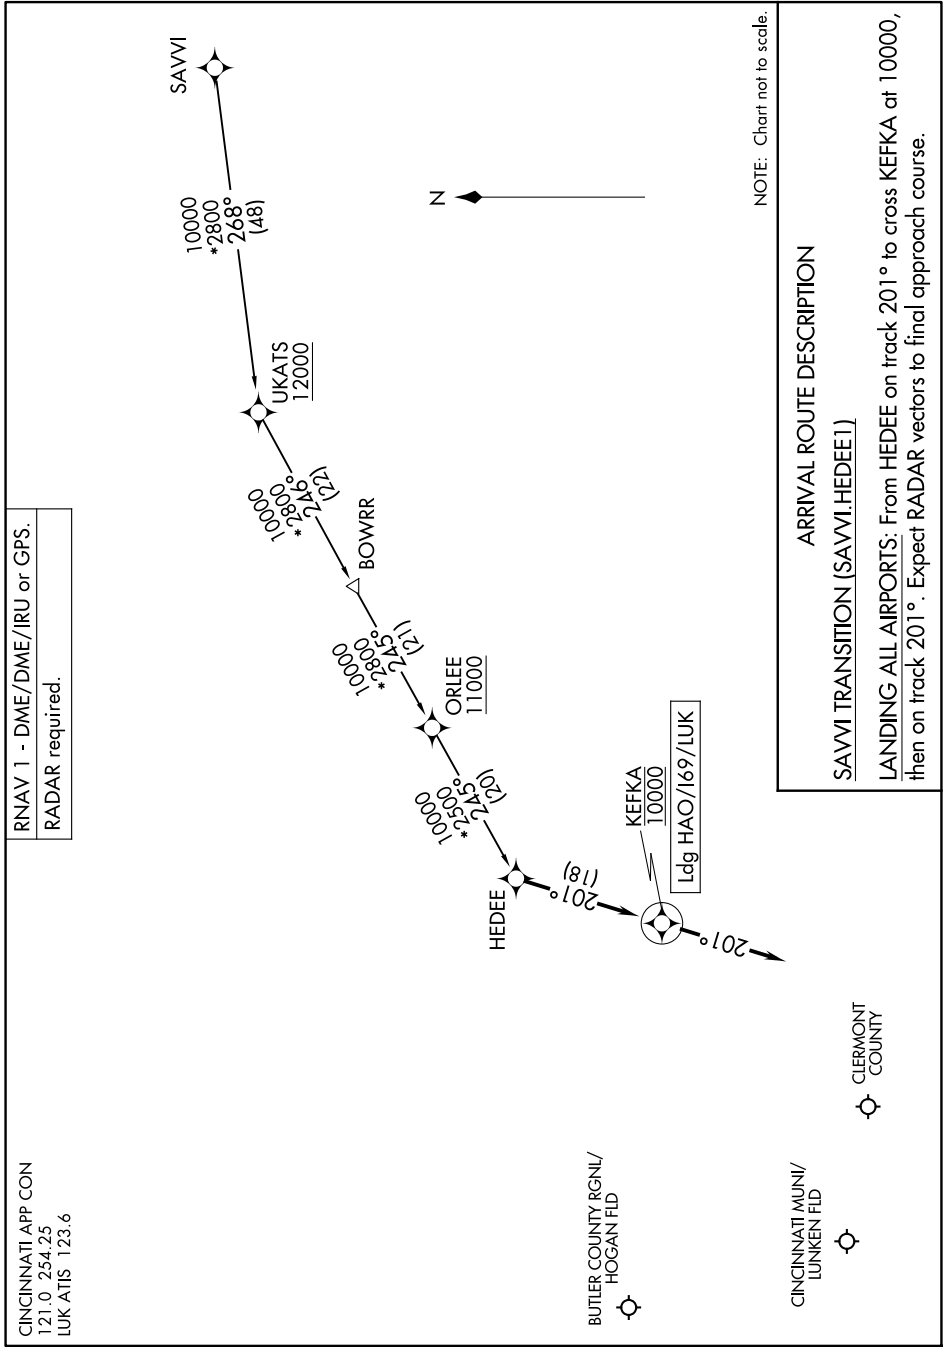 CINCINNATI APP CON
121.0 254.25
LUK ATIS 123.6
RNAV 1 - DME/DME/IRU or GPS.
RADAR required.
SAVVI
10000
*2800
268°
(48)
UKATS
12000
10000
*2800
246°
(22)
BOWRR
10000
*2800
245°
(21)
ORLEE
11000
10000
*2500
245°
(20)
HEDEE
201°
(18)
KEFKA
10000
Ldg HAO/I69/LUK
201°
N
BUTLER COUNTY RGNL/
HOGAN FLD
CINCINNATI MUNI/
LUNKEN FLD
CLERMONT
COUNTY
NOTE: Chart not to scale.
ARRIVAL ROUTE DESCRIPTION
SAVVI TRANSITION (SAVVI.HEDEE1)
LANDING ALL AIRPORTS: From HEDEE on track 201° to cross KEFKA at 10000,
then on track 201°. Expect RADAR vectors to final approach course.